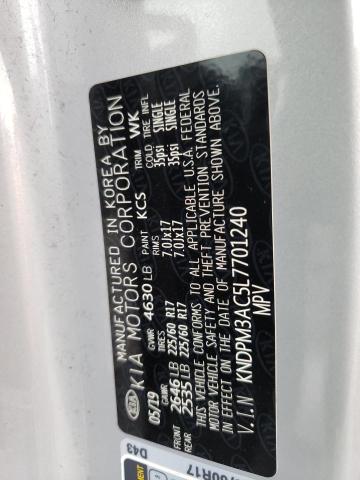 MANUFACTURED IN KOREA BY
KIA KIA MOTORS CORPORATION
05/19 GVWR 4630 LB PAINT KCS TRIM WK
GAWR TIRES RIMS COLD TIRE INFL
FRONT 2646 LB 225/60 R17 7.0Jx17 35psi SINGLE
REAR 2535 LB 225/60 R17 7.0Jx17 35psi SINGLE
THIS VEHICLE CONFORMS TO ALL APPLICABLE U.S.A. FEDERAL
MOTOR VEHICLE SAFETY AND THEFT PREVENTION STANDARDS
IN EFFECT ON THE DATE OF MANUFACTURE SHOWN ABOVE.
V.I.N KNDPM3AC5L7701240
MPV
D43
/60R17